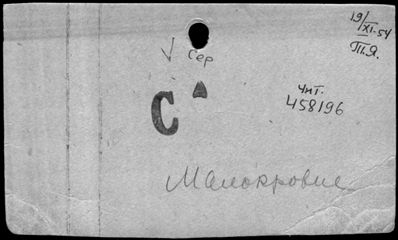 19/XI-54
П.Я.
Сер
С
Чит.
458196
Малокровие